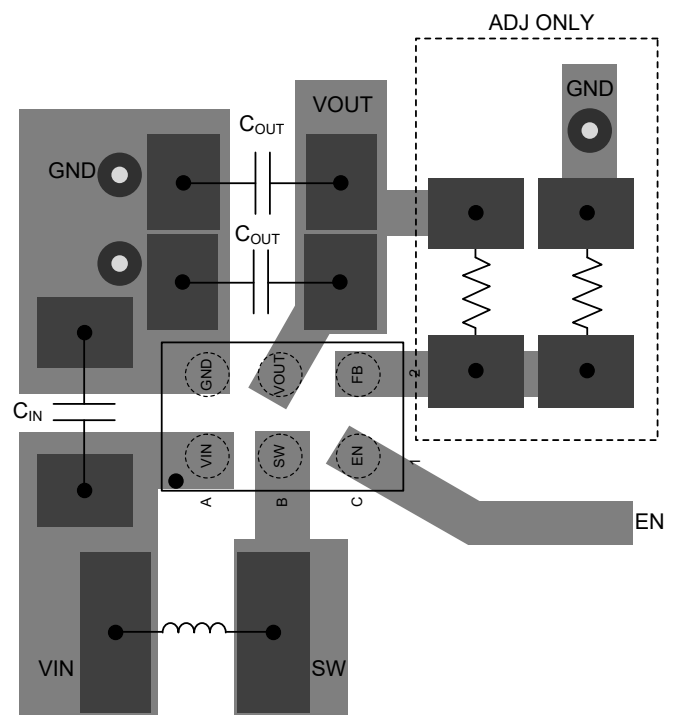 ADJ ONLY
VOUT
GND
COUT
GND
COUT
GND
VOUT
FB
2
CIN
VIN
SW
EN
1
A
B
C
EN
VIN
SW